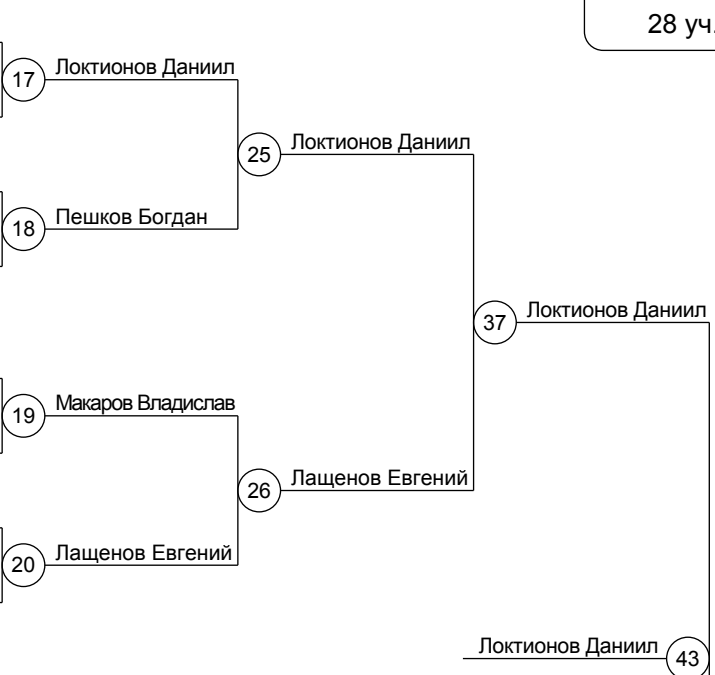 28 уч.
17 Локтионов Даниил
25 Локтионов Даниил
18 Пешков Богдан
37 Локтионов Даниил
19 Макаров Владислав
26 Лащенов Евгений
20 Лащенов Евгений
Локтионов Даниил 43